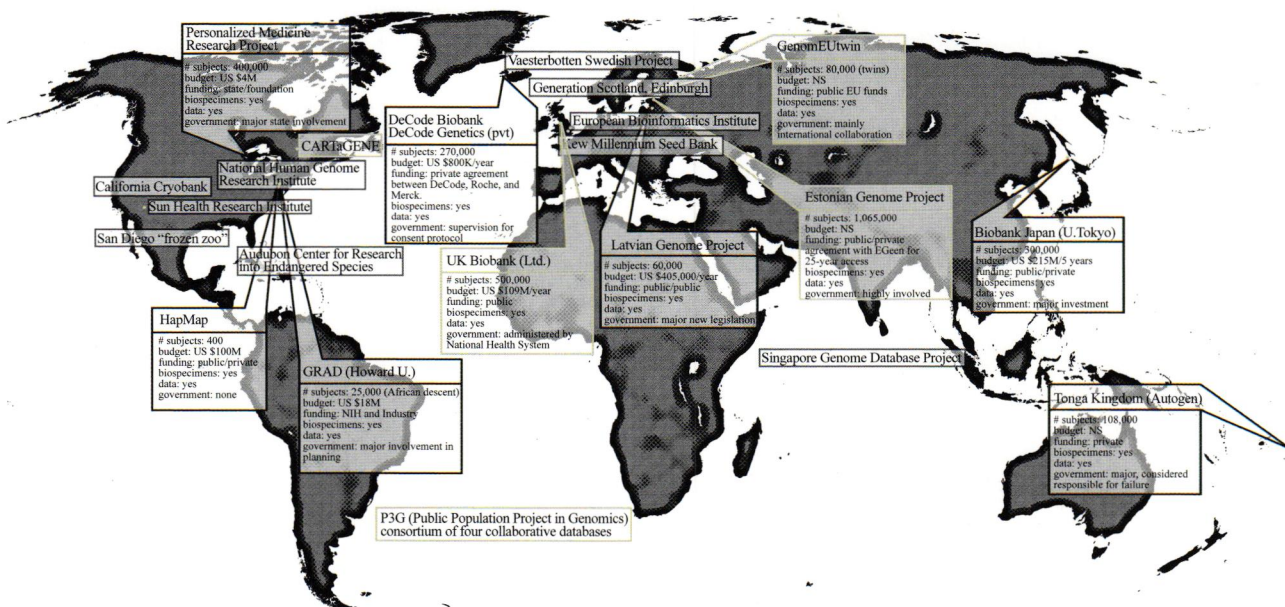 Personalized Medicine
Research Project
# subjects: 400,000
budget: US $4M
funding: state/foundation
biospecimens: yes
data: yes
government: major state involvement
CARTaGENE
National Human Genome
Research Institute
California Cryobank
Sun Health Research Institute
San Diego "frozen zoo"
Audubon Center for Research
into Endangered Species
HapMap
# subjects: 400
budget: US $100M
funding: public/private
biospecimens: yes
data: yes
government: none
GRAD (Howard U.)
# subjects: 25,000 (African descent)
budget: US $18M
funding: NIH and Industry
biospecimens: yes
data: yes
government: major involvement in
planning
Vaesterbotten Swedish Project
Generation Scotland, Edinburgh
European Bioinformatics Institute
Kew Millennium Seed Bank
DeCode Biobank
DeCode Genetics (pvt)
# subjects: 270,000
budget: US $800K/year
funding: private agreement
between DeCode, Roche, and
Merck.
biospecimens: yes
data: yes
government: supervision for
consent protocol
UK Biobank (Ltd.)
# subjects: 500,000
budget: US $109M/year
funding: public
biospecimens: yes
data: yes
government: administered by
National Health System
Latvian Genome Project
# subjects: 60,000
budget: US $405,000/year
funding: public/public
biospecimens: yes
data: yes
government: major new legislation
GenomEUtwin
# subjects: 80,000 (twins)
budget: NS
funding: public EU funds
biospecimens: yes
data: yes
government: mainly
international collaboration
Estonian Genome Project
# subjects: 1,065,000
budget: NS
funding: public/private
agreement with EGeen for
25-year access
biospecimens: yes
data: yes
government: highly involved
Biobank Japan (U.Tokyo)
# subjects: 300,000
budget: US $215M/5 years
funding: public/private
biospecimens: yes
data: yes
government: major investment
Singapore Genome Database Project
Tonga Kingdom (Autogen)
# subjects: 108,000
budget: NS
funding: private
biospecimens: yes
data: yes
government: major, considered
responsible for failure
P3G (Public Population Project in Genomics)
consortium of four collaborative databases